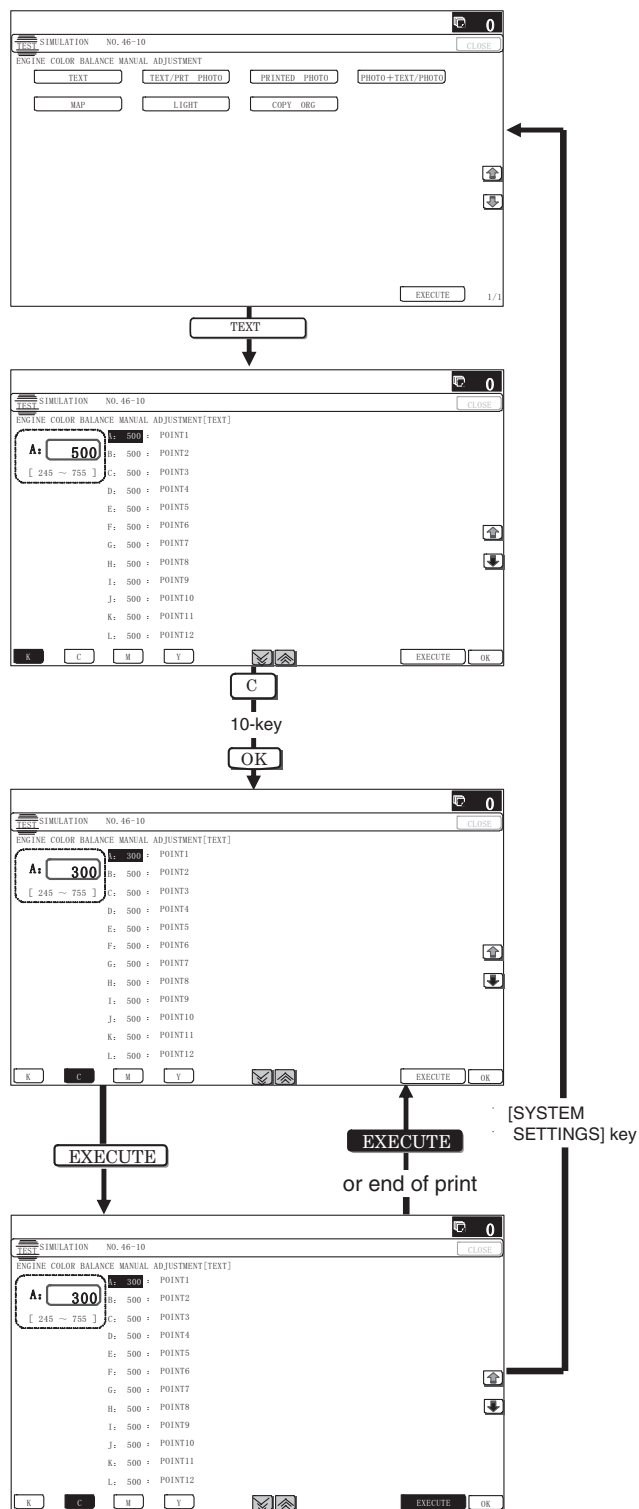 0
TEST SIMULATION NO.46-10 CLOSE
ENGINE COLOR BALANCE MANUAL ADJUSTMENT
TEXT TEXT/PRT PHOTO PRINTED PHOTO PHOTO+TEXT/PHOTO
MAP LIGHT COPY ORG
EXECUTE 1/1
TEXT
0
TEST SIMULATION NO.46-10 CLOSE
ENGINE COLOR BALANCE MANUAL ADJUSTMENT[TEXT]
A: 500
[ 245 ～ 755 ]
A: 500 : POINT1
B: 500 : POINT2
C: 500 : POINT3
D: 500 : POINT4
E: 500 : POINT5
F: 500 : POINT6
G: 500 : POINT7
H: 500 : POINT8
I: 500 : POINT9
J: 500 : POINT10
K: 500 : POINT11
L: 500 : POINT12
K C M Y EXECUTE OK
C
10-key
OK
0
TEST SIMULATION NO.46-10 CLOSE
ENGINE COLOR BALANCE MANUAL ADJUSTMENT[TEXT]
A: 300
[ 245 ～ 755 ]
A: 300 : POINT1
B: 500 : POINT2
C: 500 : POINT3
D: 500 : POINT4
E: 500 : POINT5
F: 500 : POINT6
G: 500 : POINT7
H: 500 : POINT8
I: 500 : POINT9
J: 500 : POINT10
K: 500 : POINT11
L: 500 : POINT12
K C M Y EXECUTE OK
EXECUTE
EXECUTE
or end of print
[SYSTEM
SETTINGS] key
0
TEST SIMULATION NO.46-10 CLOSE
ENGINE COLOR BALANCE MANUAL ADJUSTMENT[TEXT]
A: 300
[ 245 ～ 755 ]
A: 300 : POINT1
B: 500 : POINT2
C: 500 : POINT3
D: 500 : POINT4
E: 500 : POINT5
F: 500 : POINT6
G: 500 : POINT7
H: 500 : POINT8
I: 500 : POINT9
J: 500 : POINT10
K: 500 : POINT11
L: 500 : POINT12
K C M Y EXECUTE OK